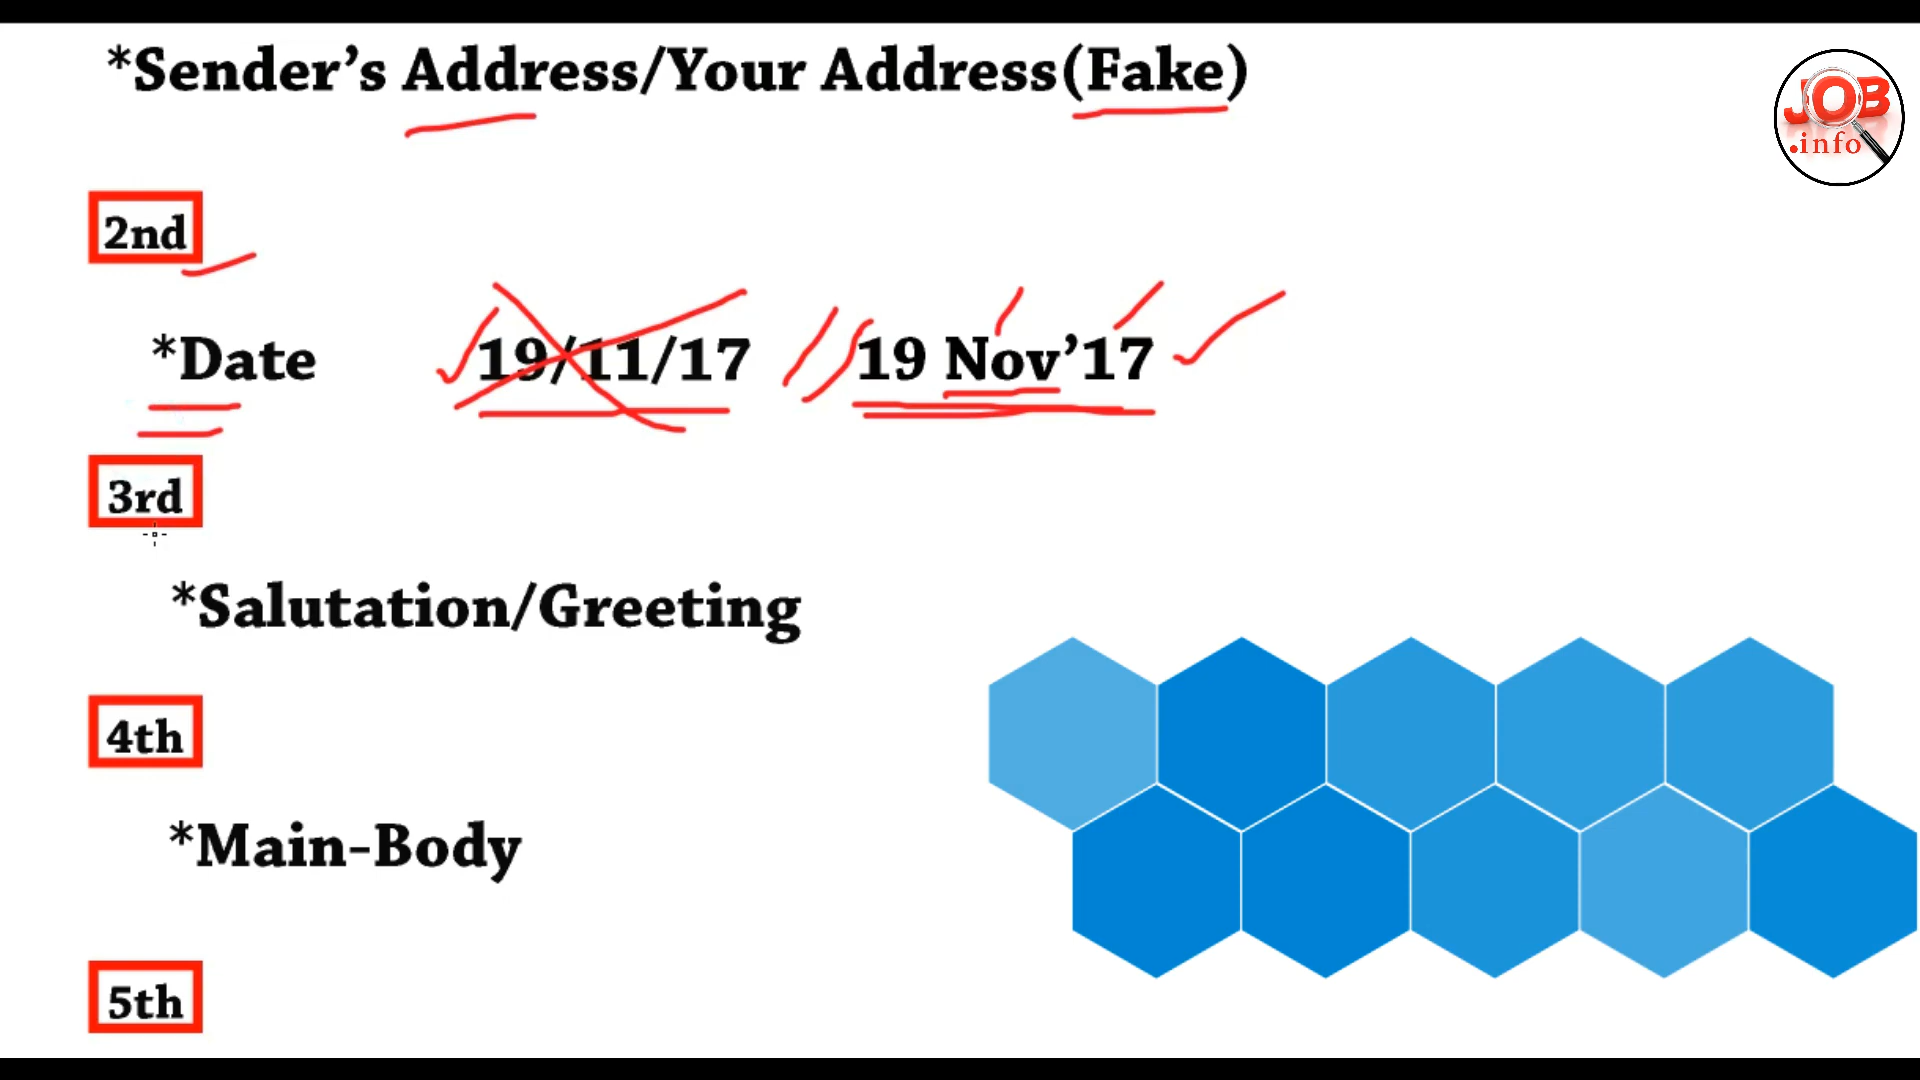 *Sender’s Address/Your Address(Fake)
JOB
.info
2nd
*Date 19/11/17 19 Nov’17
3rd
*Salutation/Greeting
4th
*Main-Body
5th